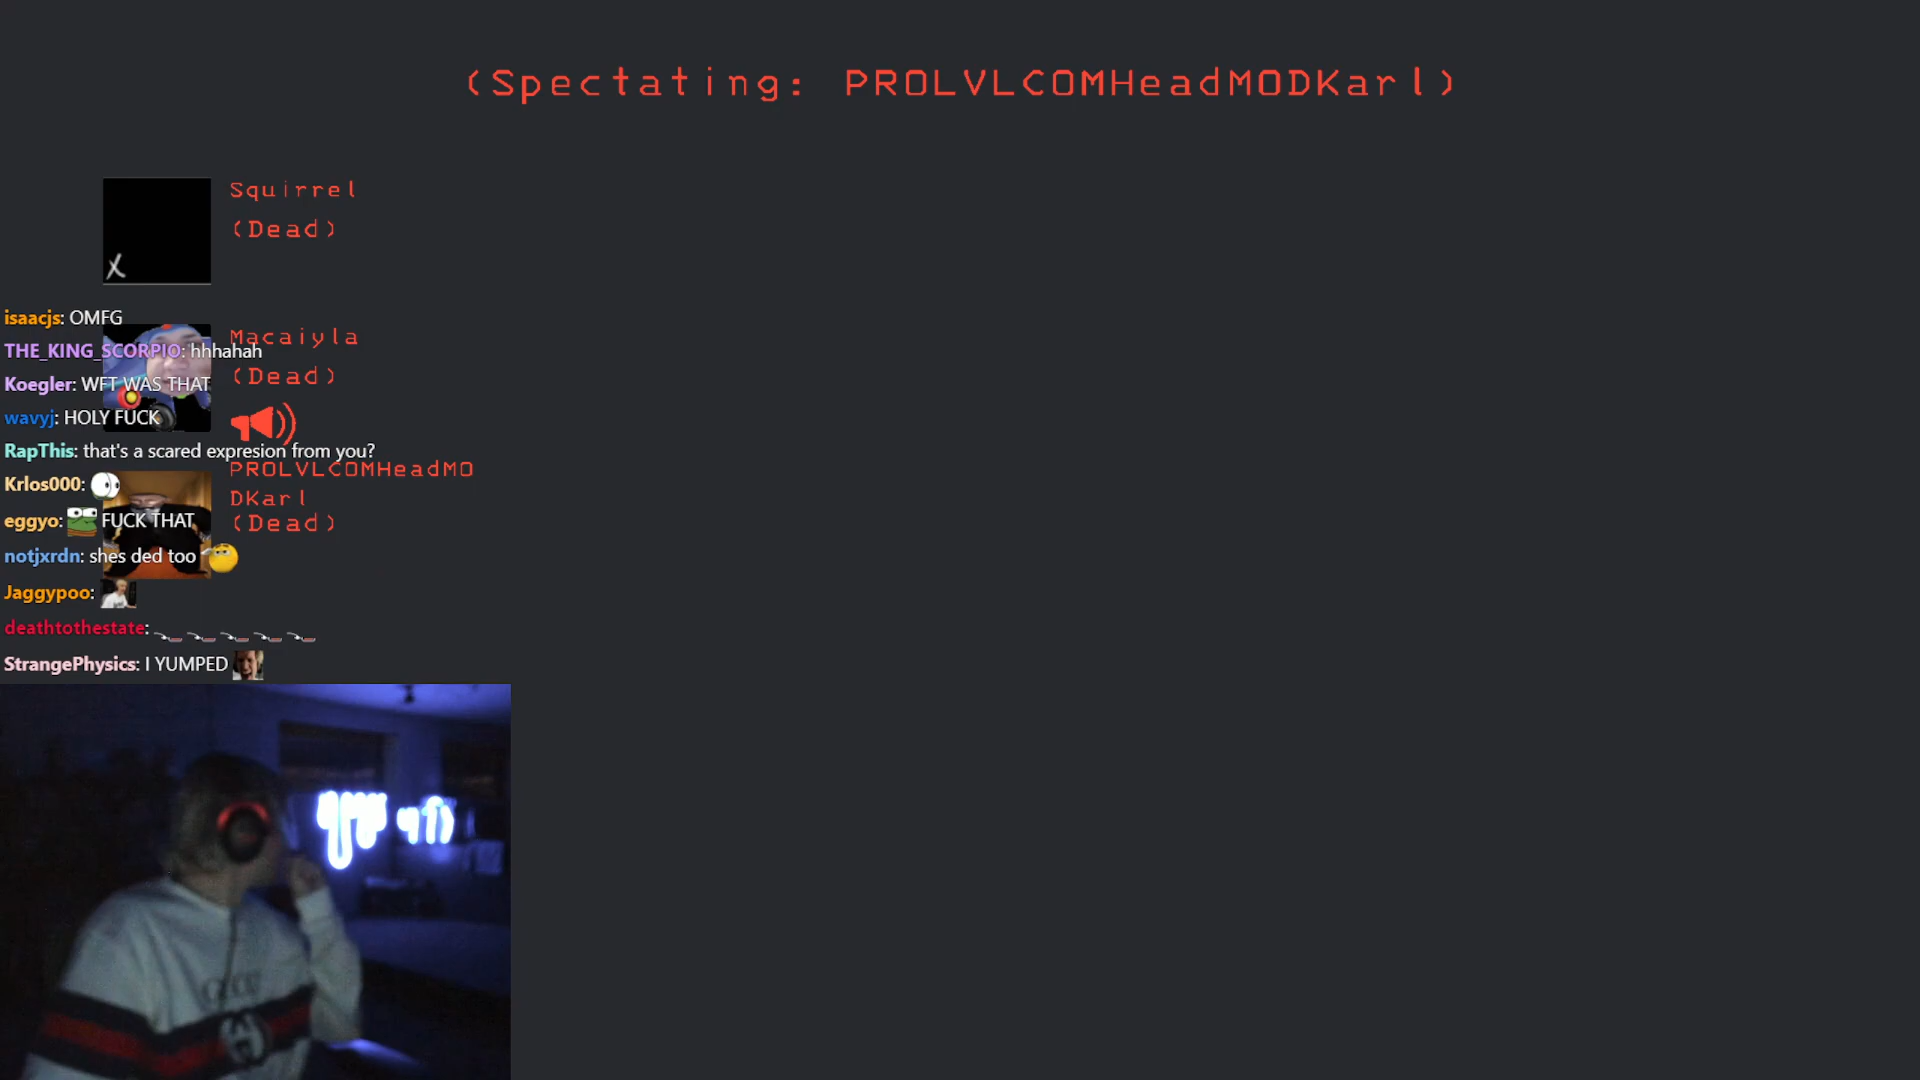 (Spectating: PROLVLCOMHeadMODKarl)
Squirrel
(Dead)
isaacjs: OMFG
Macaiyla
THE_KING_SCORPIO: hhhahah
(Dead)
Koegler: WFT WAS THAT
wavyj: HOLY FUCK
RapThis: that's a scared expresion from you?
PROLVLCOMHeadMO
DKarl
(Dead)
Krlos000:
eggyo: FUCK THAT
notjxrdn: shes ded too
Jaggypoo:
deathtothestate:
StrangePhysics: I YUMPED